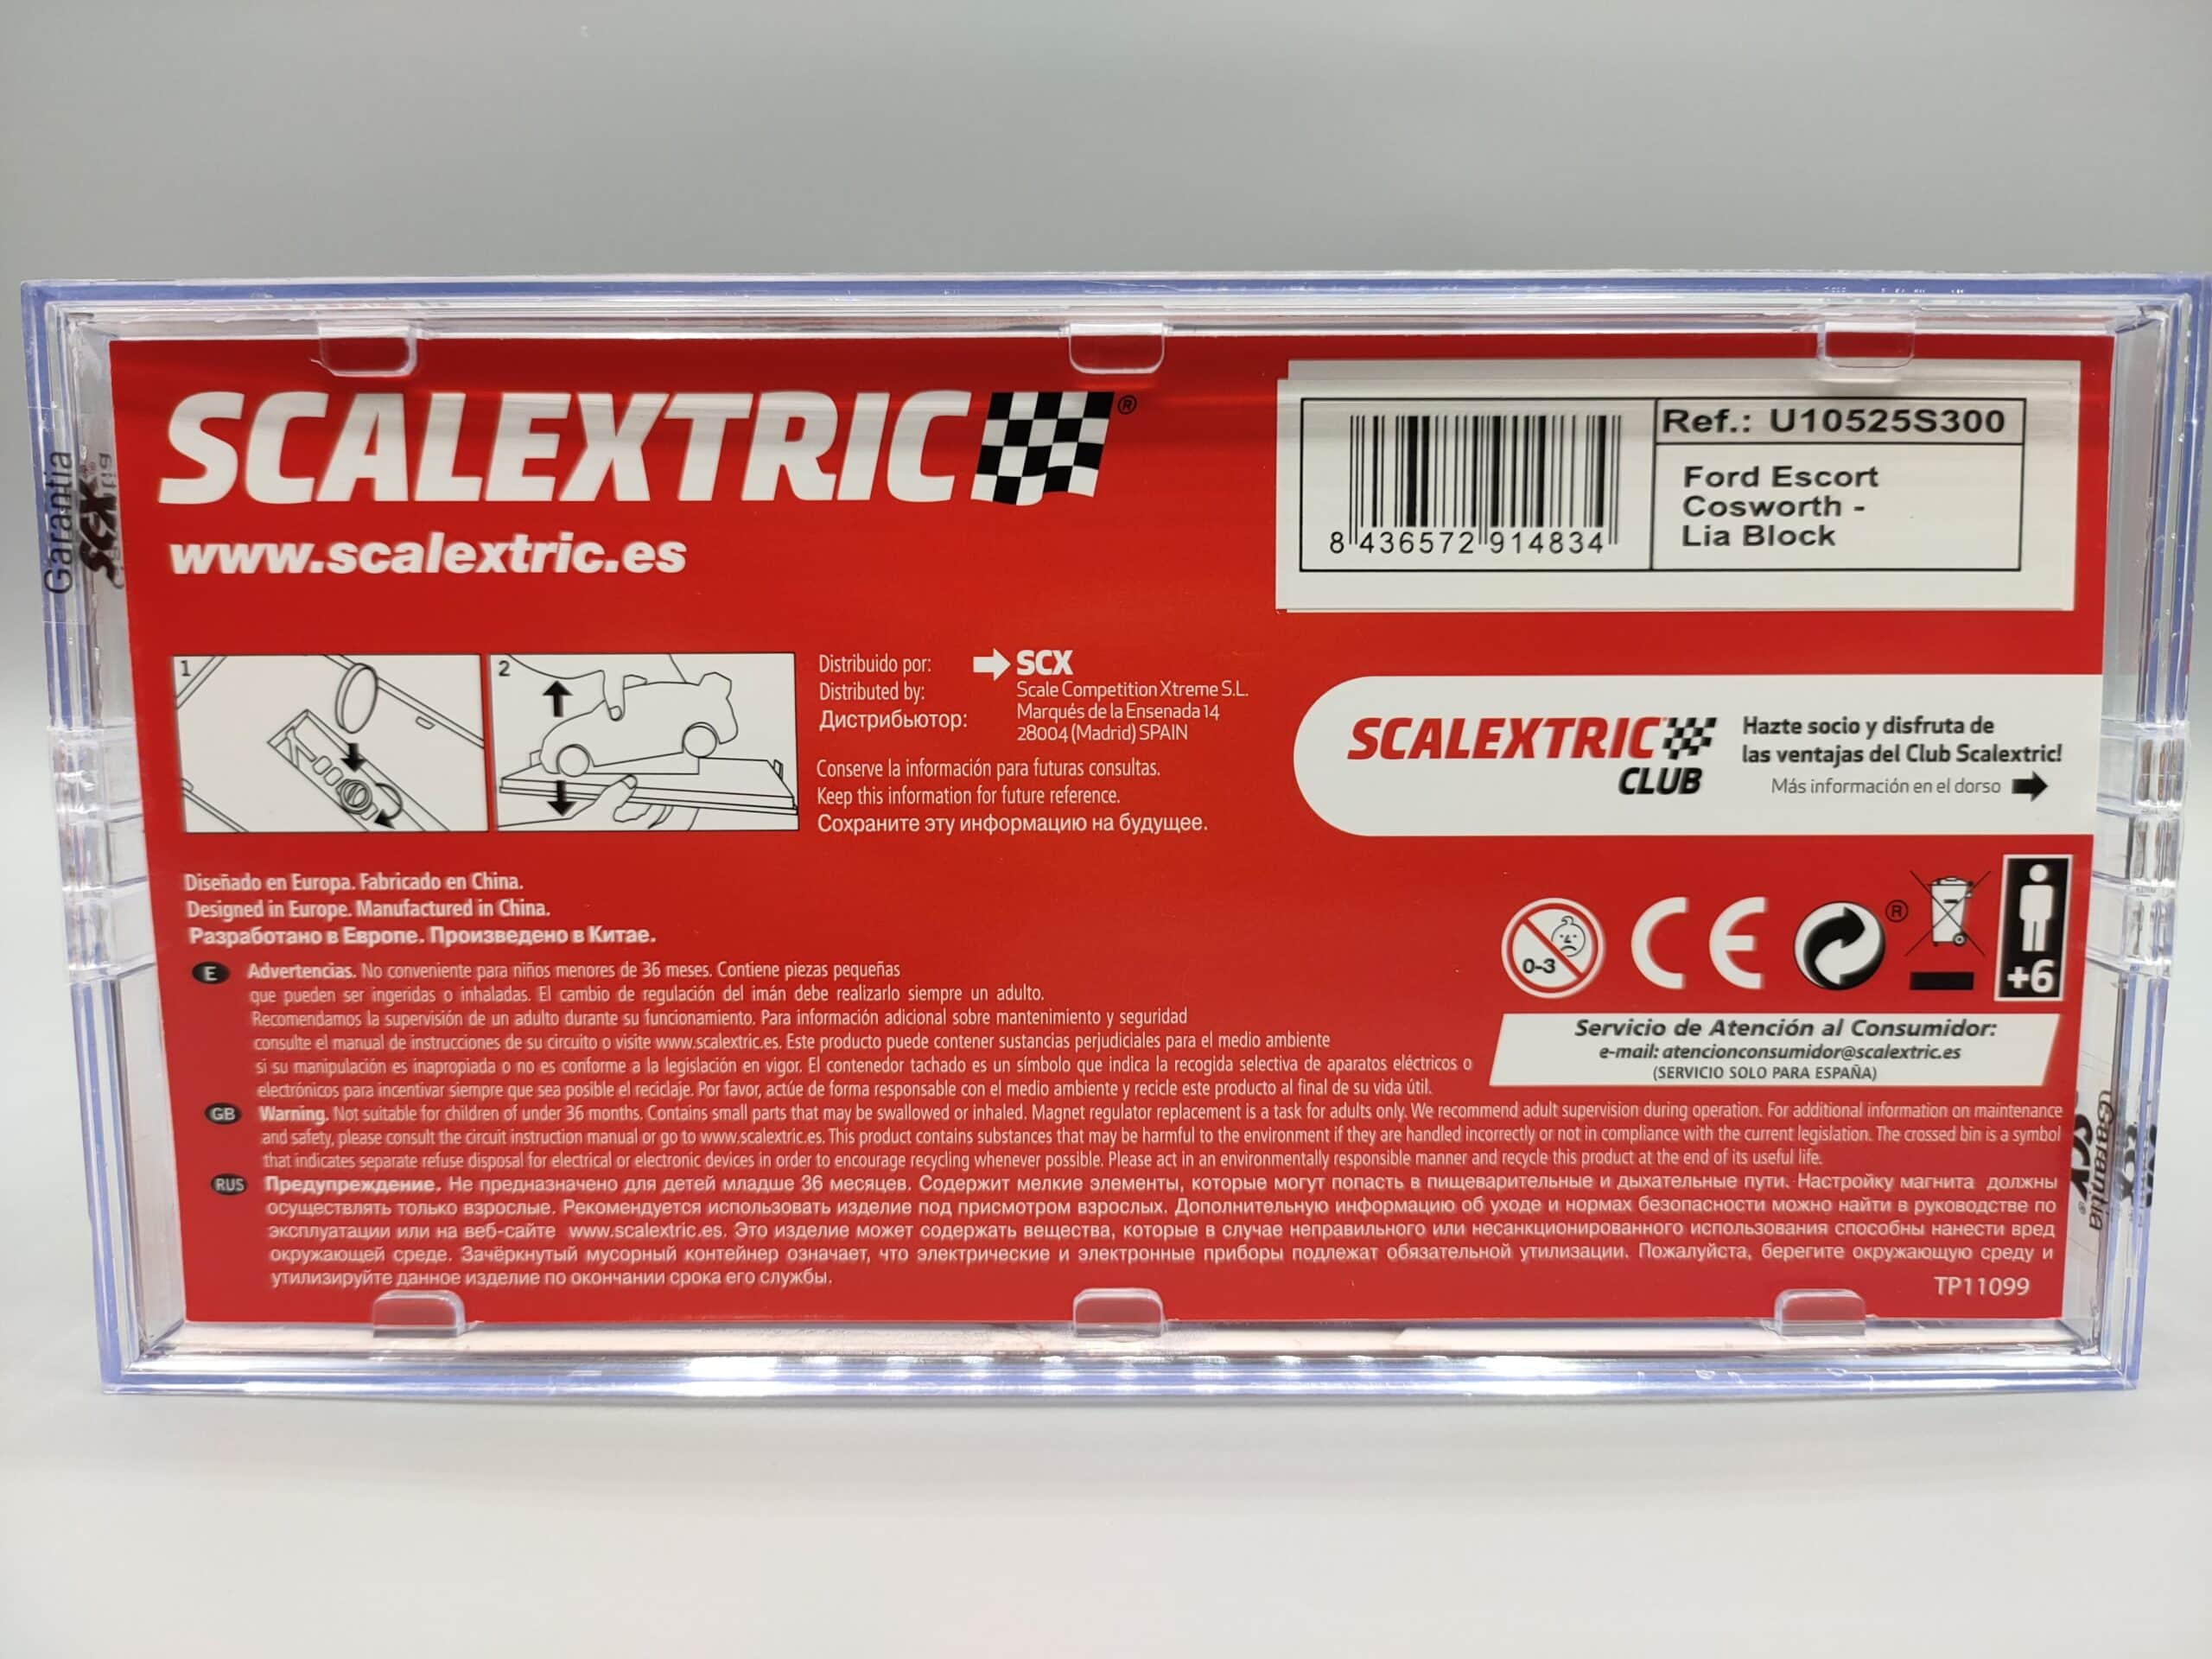 SCALEXTRIC®
www.scalextric.es
Ref.: U10525S300
Ford Escort
Cosworth -
Lia Block
8 436572 914834
Garantia
SCX
1
2
Distribuido por:
Distributed by:
Дистрибьютор:
SCX
Scale Competition Xtreme S.L.
Marqués de la Ensenada 14
28004 (Madrid) SPAIN
Conserve la información para futuras consultas.
Keep this information for future reference.
Сохраните эту информацию на будущее.
SCALEXTRIC
CLUB
Hazte socio y disfruta de
las ventajas del Club Scalextric!
Más información en el dorso
Diseñado en Europa. Fabricado en China.
Designed in Europe. Manufactured in China.
Разработано в Европе. Произведено в Китае.
0-3
CE
®
+6
Servicio de Atención al Consumidor:
e-mail: atencionconsumidor@scalextric.es
(SERVICIO SOLO PARA ESPAÑA)
E Advertencias. No conveniente para niños menores de 36 meses. Contiene piezas pequeñas
que pueden ser ingeridas o inhaladas. El cambio de regulación del imán debe realizarlo siempre un adulto.
Recomendamos la supervisión de un adulto durante su funcionamiento. Para información adicional sobre mantenimiento y seguridad
consulte el manual de instrucciones de su circuito o visite www.scalextric.es. Este producto puede contener sustancias perjudiciales para el medio ambiente
si su manipulación es inapropiada o no es conforme a la legislación en vigor. El contenedor tachado es un símbolo que indica la recogida selectiva de aparatos eléctricos o
electrónicos para incentivar siempre que sea posible el reciclaje. Por favor, actúe de forma responsable con el medio ambiente y recicle este producto al final de su vida útil.
GB Warning. Not suitable for children of under 36 months. Contains small parts that may be swallowed or inhaled. Magnet regulator replacement is a task for adults only. We recommend adult supervision during operation. For additional information on maintenance
and safety, please consult the circuit instruction manual or go to www.scalextric.es. This product contains substances that may be harmful to the environment if they are handled incorrectly or not in compliance with the current legislation. The crossed bin is a symbol
that indicates separate refuse disposal for electrical or electronic devices in order to encourage recycling whenever possible. Please act in an environmentally responsible manner and recycle this product at the end of its useful life.
RUS Предупреждение. Не предназначено для детей младше 36 месяцев. Содержит мелкие элементы, которые могут попасть в пищеварительные и дыхательные пути. Настройку магнита должны
осуществлять только взрослые. Рекомендуется использовать изделие под присмотром взрослых. Дополнительную информацию об уходе и нормах безопасности можно найти в руководстве по
эксплуатации или на веб-сайте www.scalextric.es. Это изделие может содержать вещества, которые в случае неправильного или несанкционированного использования способны нанести вред
окружающей среде. Зачёркнутый мусорный контейнер означает, что электрические и электронные приборы подлежат обязательной утилизации. Пожалуйста, берегите окружающую среду и
утилизируйте данное изделие по окончании срока его службы.
TP11099
Garantia
SCX